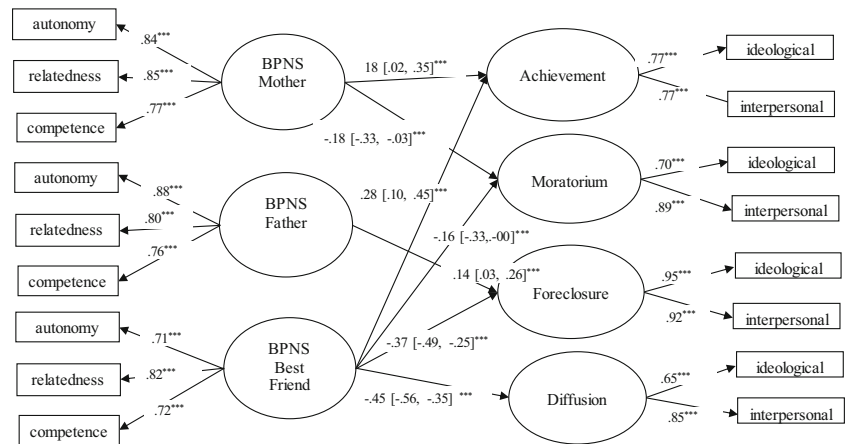 autonomy
.84***
relatedness
.85***
competence
.77***
BPNS
Mother
autonomy
.88***
relatedness
.80***
competence
.76***
BPNS
Father
autonomy
.71***
relatedness
.82***
competence
.72***
BPNS
Best
Friend
18 [.02, .35]***
-.18 [-.33, -.03]***
.28 [.10, .45]***
-.16 [-.33,.-00]***
.14 [.03, .26]***
-.37 [-.49, -.25]***
-.45 [-.56, -.35] ***
Achievement
.77***
ideological
.77***
interpersonal
Moratorium
.70***
ideological
.89***
interpersonal
Foreclosure
.95***
ideological
.92***
interpersonal
Diffusion
.65***
ideological
.85***
interpersonal